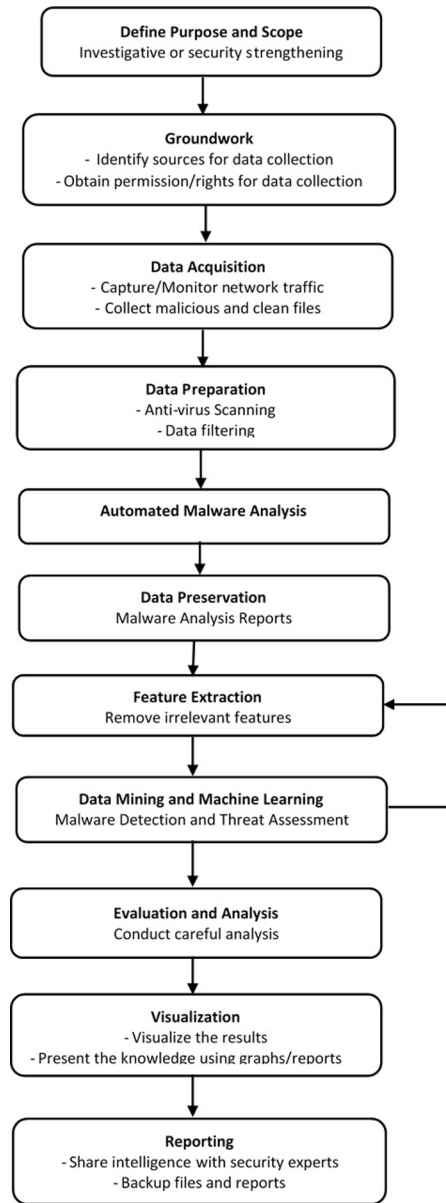 Define Purpose and Scope
Investigative or security strengthening
Groundwork
- Identify sources for data collection
- Obtain permission/rights for data collection
Data Acquisition
- Capture/Monitor network traffic
- Collect malicious and clean files
Data Preparation
- Anti-virus Scanning
- Data filtering
Automated Malware Analysis
Data Preservation
Malware Analysis Reports
Feature Extraction
Remove irrelevant features
Data Mining and Machine Learning
Malware Detection and Threat Assessment
Evaluation and Analysis
Conduct careful analysis
Visualization
- Visualize the results
- Present the knowledge using graphs/reports
Reporting
- Share intelligence with security experts
- Backup files and reports